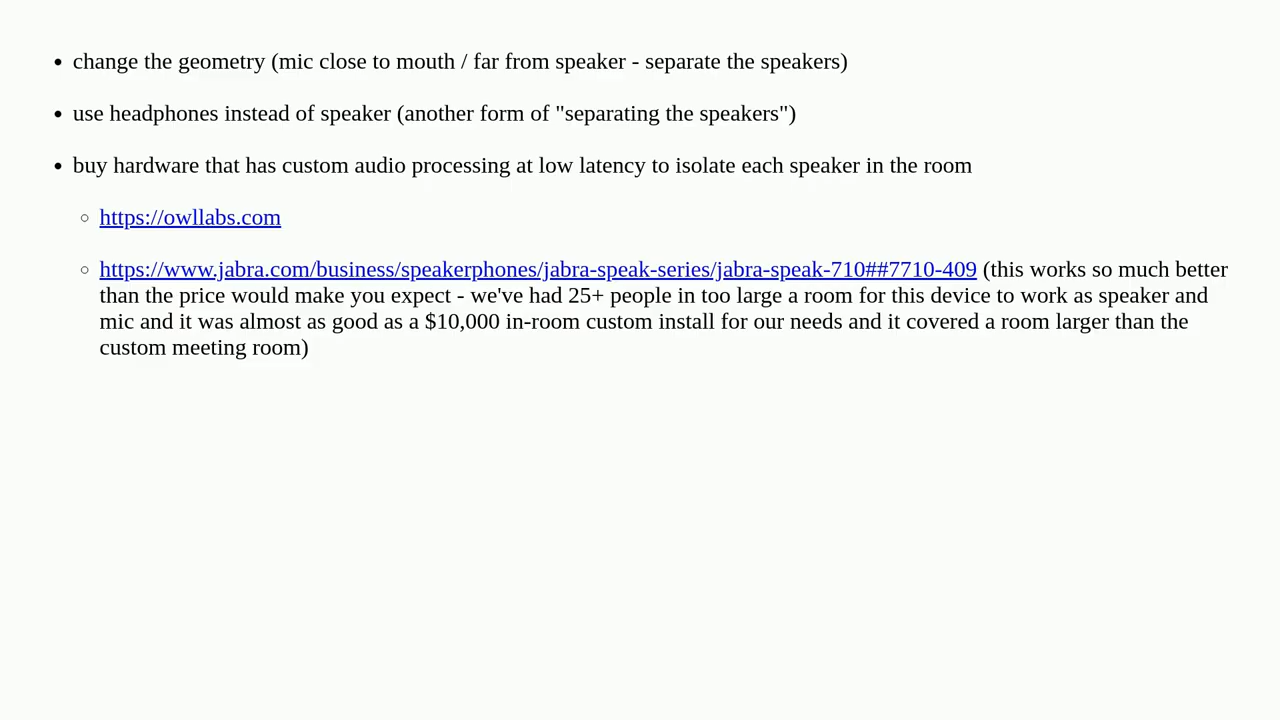 • change the geometry (mic close to mouth / far from speaker - separate the speakers)
• use headphones instead of speaker (another form of "separating the speakers")
• buy hardware that has custom audio processing at low latency to isolate each speaker in the room
◦ https://owllabs.com
◦ https://www.jabra.com/business/speakerphones/jabra-speak-series/jabra-speak-710##7710-409 (this works so much better
than the price would make you expect - we've had 25+ people in too large a room for this device to work as speaker and
mic and it was almost as good as a $10,000 in-room custom install for our needs and it covered a room larger than the
custom meeting room)